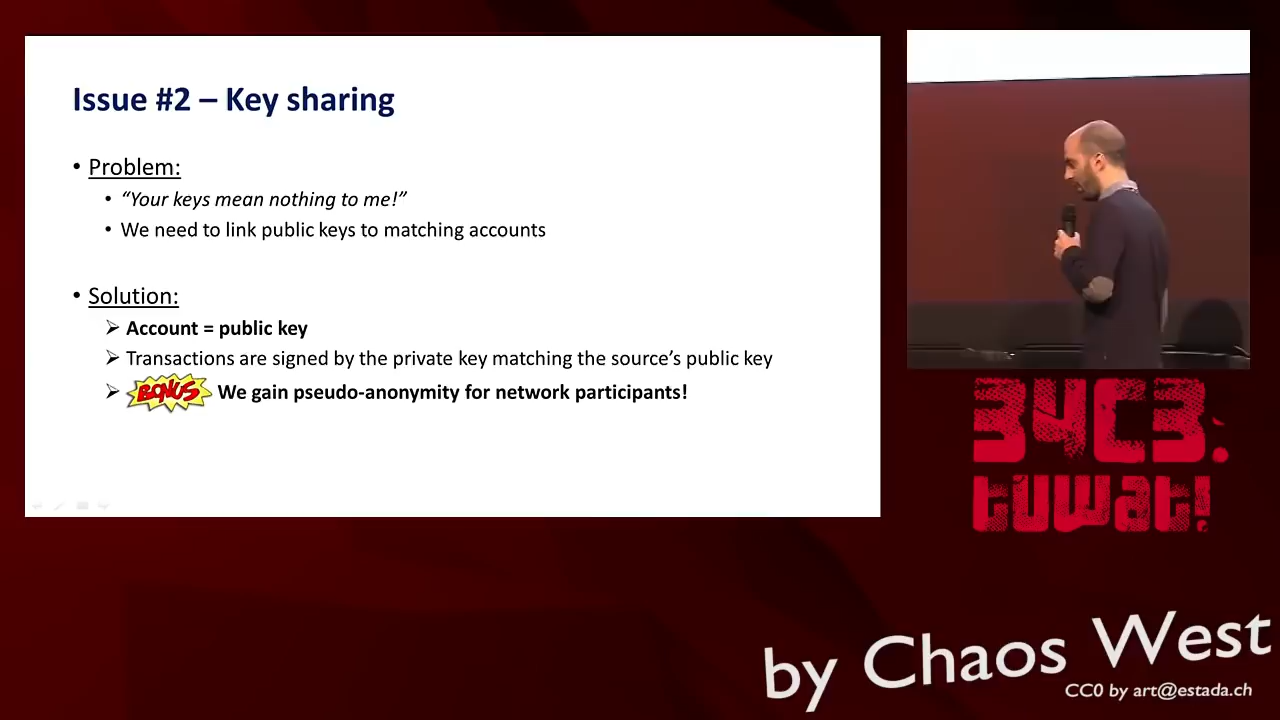 Issue #2 – Key sharing
• Problem:
• “Your keys mean nothing to me!”
• We need to link public keys to matching accounts
• Solution:
➢ Account = public key
➢ Transactions are signed by the private key matching the source’s public key
➢ BONUS We gain pseudo-anonymity for network participants!
34C3:
tuwat!
by Chaos West
CC0 by art@estada.ch